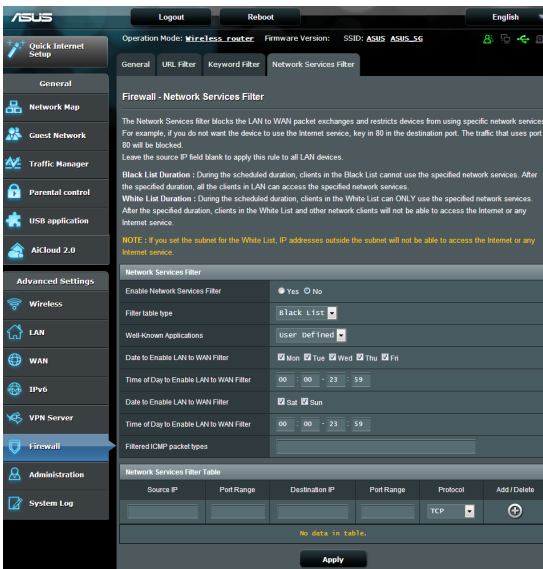 ASUS
Logout
Reboot
English
Quick Internet
Setup
Operation Mode: Wireless router Firmware Version: SSID: ASUS ASUS_5G
General
URL Filter
Keyword Filter
Network Services Filter
General
Network Map
Guest Network
Traffic Manager
Parental control
USB application
AiCloud 2.0
Advanced Settings
Wireless
LAN
WAN
IPv6
VPN Server
Firewall
Administration
System Log
Firewall - Network Services Filter
The Network Services filter blocks the LAN to WAN packet exchanges and restricts devices from using specific network services.
For example, if you do not want the device to use the Internet service, key in 80 in the destination port. The traffic that uses port
80 will be blocked.
Leave the source IP field blank to apply this rule to all LAN devices.
Black List Duration : During the scheduled duration, clients in the Black List cannot use the specified network services. After
the specified duration, all the clients in LAN can access the specified network services.
White List Duration : During the scheduled duration, clients in the White List can ONLY use the specified network services.
After the specified duration, clients in the White List and other network clients will not be able to access the Internet or any
Internet service.
NOTE : If you set the subnet for the White List, IP addresses outside the subnet will not be able to access the Internet or any
Internet service.
Network Services Filter
Enable Network Services Filter
Yes No
Filter table type
Black List
Well-Known Applications
User Defined
Date to Enable LAN to WAN Filter
Mon Tue Wed Thu Fri
Time of Day to Enable LAN to WAN Filter
00 : 00 - 23 : 59
Date to Enable LAN to WAN Filter
Sat Sun
Time of Day to Enable LAN to WAN Filter
00 : 00 - 23 : 59
Filtered ICMP packet types
Network Services Filter Table
Source IP
Port Range
Destination IP
Port Range
Protocol
Add / Delete
TCP
No data in table.
Apply